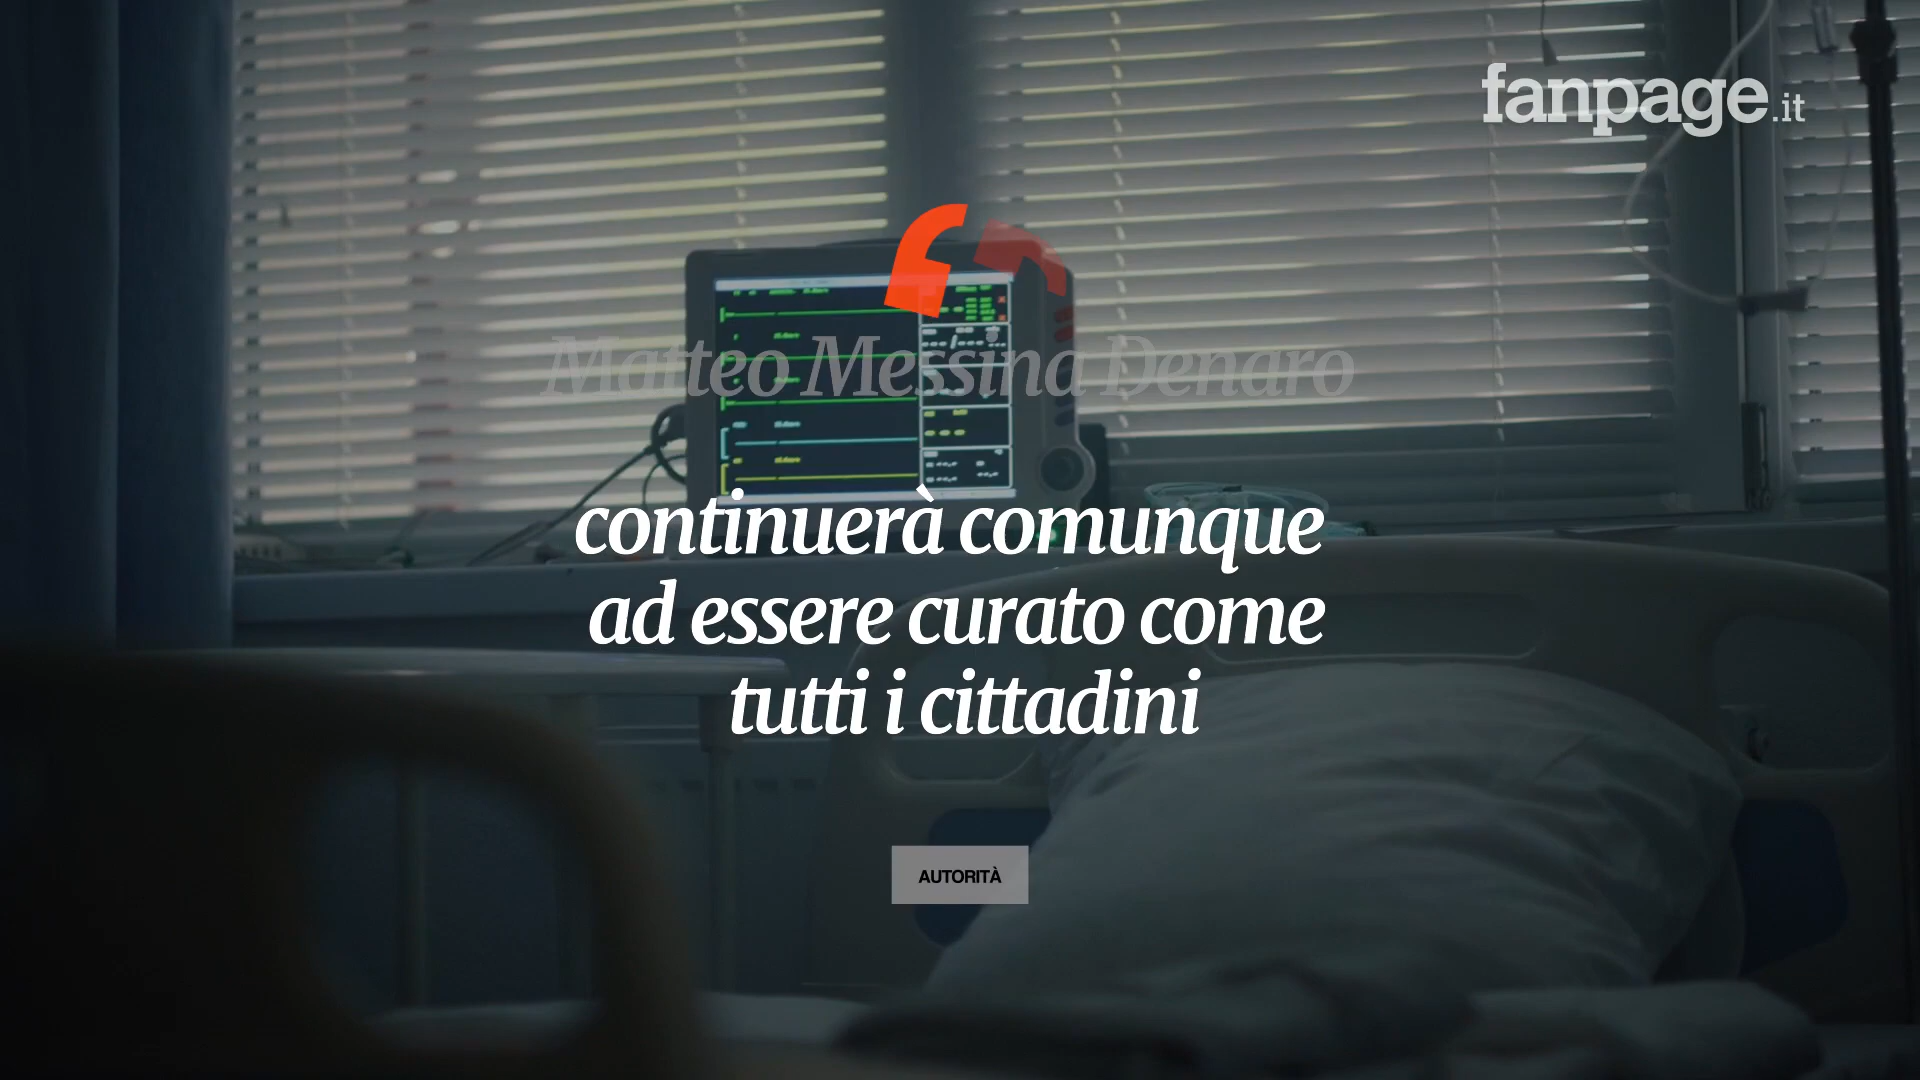 fanpage.it
Matteo Messina Denaro
continuerà comunque
ad essere curato come
tutti i cittadini
AUTORITÀ